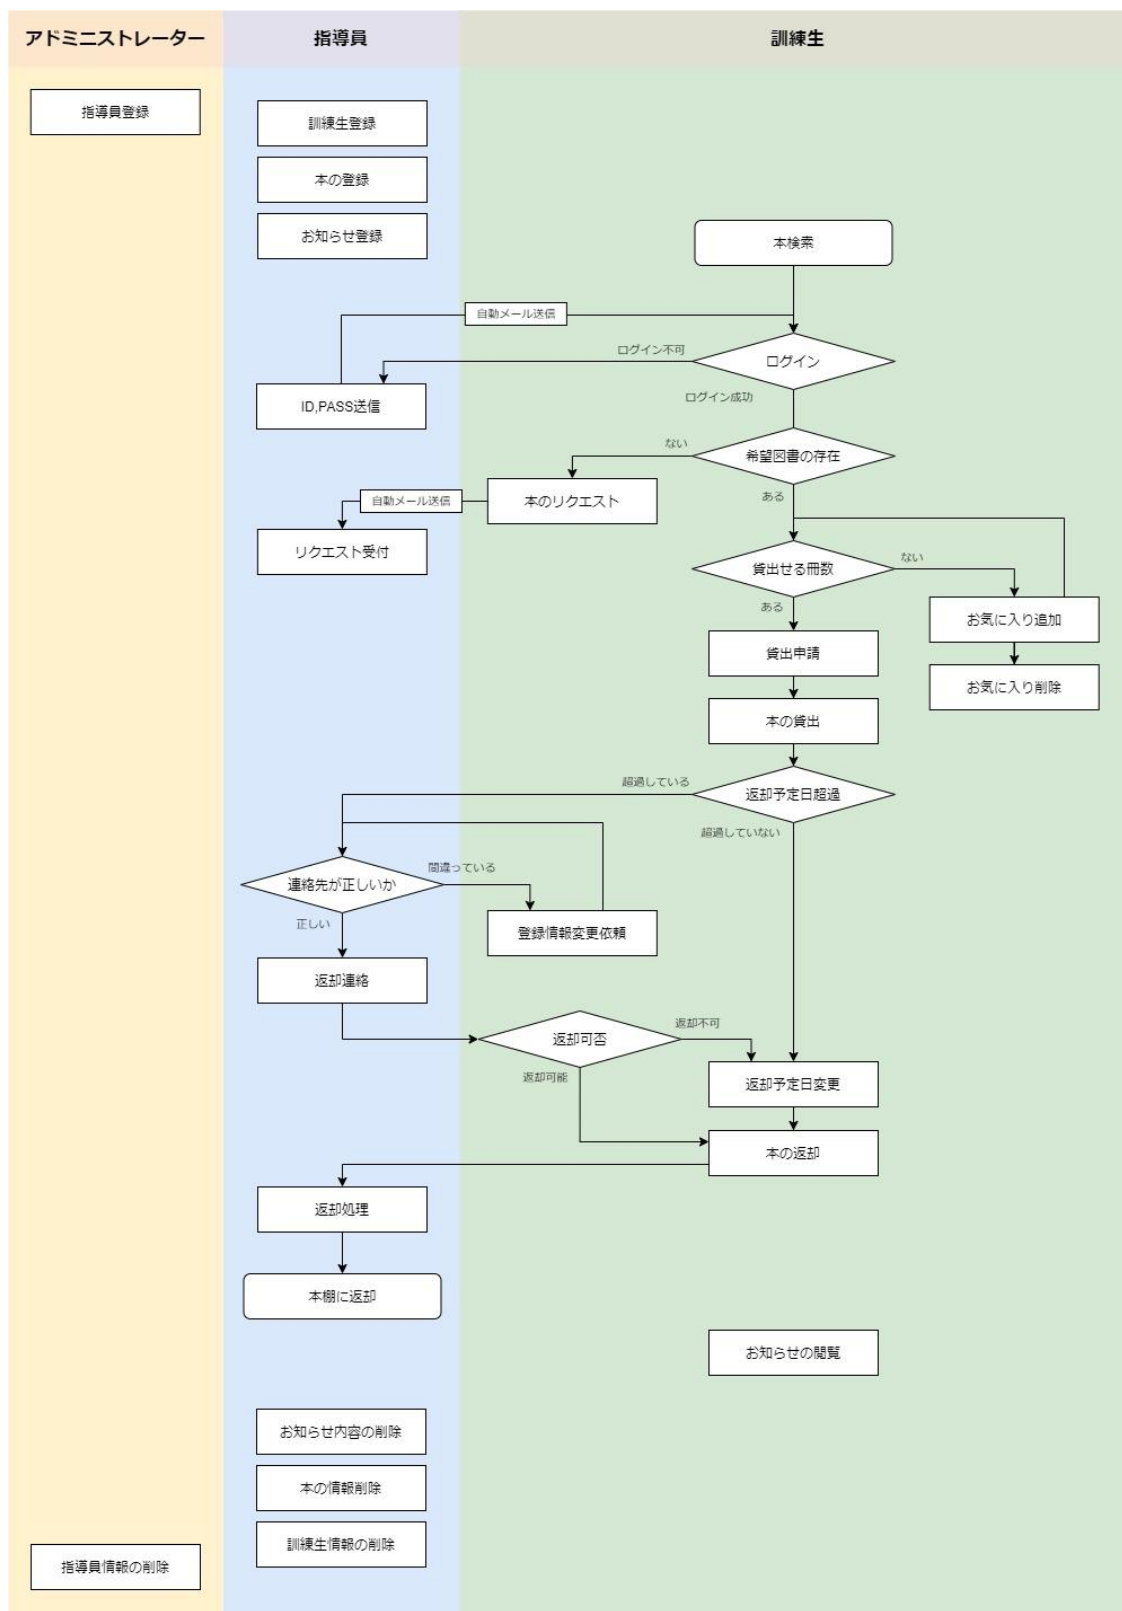 アドミニストレーター
指導員
訓練生
指導員登録
訓練生登録
本の登録
お知らせ登録
本検索
自動メール送信
ログイン不可
ログイン
ID,PASS送信
ログイン成功
ない
希望図書の存在
自動メール送信
本のリクエスト
ある
リクエスト受付
貸出せる冊数
ない
ある
お気に入り追加
貸出申請
お気に入り削除
本の貸出
超過している
返却予定日超過
超過していない
連絡先が正しいか
間違っている
正しい
登録情報変更依頼
返却連絡
返却可否
返却不可
返却可能
返却予定日変更
本の返却
返却処理
本棚に返却
お知らせの閲覧
お知らせ内容の削除
本の情報削除
訓練生情報の削除
指導員情報の削除